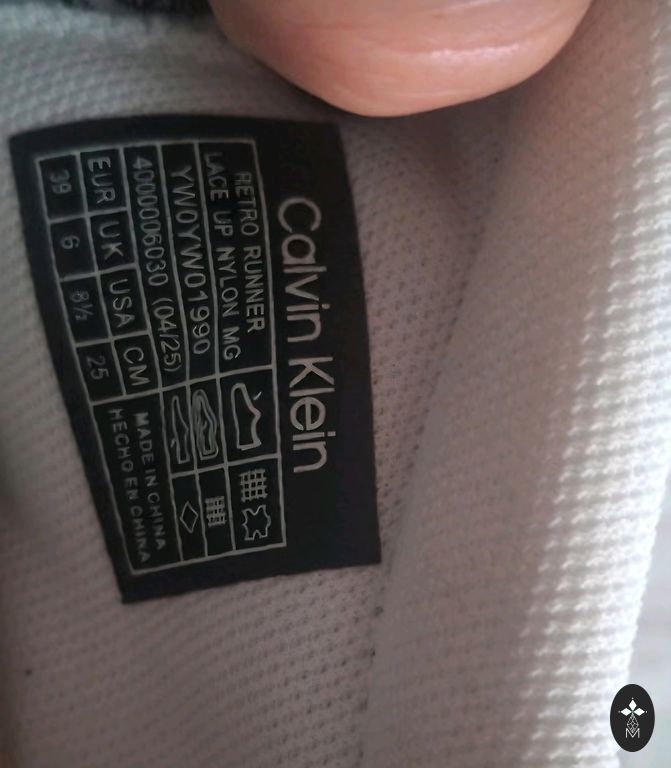 Calvin Klein
RETRO RUNNER
LACE UP NYLON MG
YW0YW01990
4000006030 (04/25)
EUR UK USA CM
39 6 8½ 25
MADE IN CHINA
HECHO EN CHINA
M